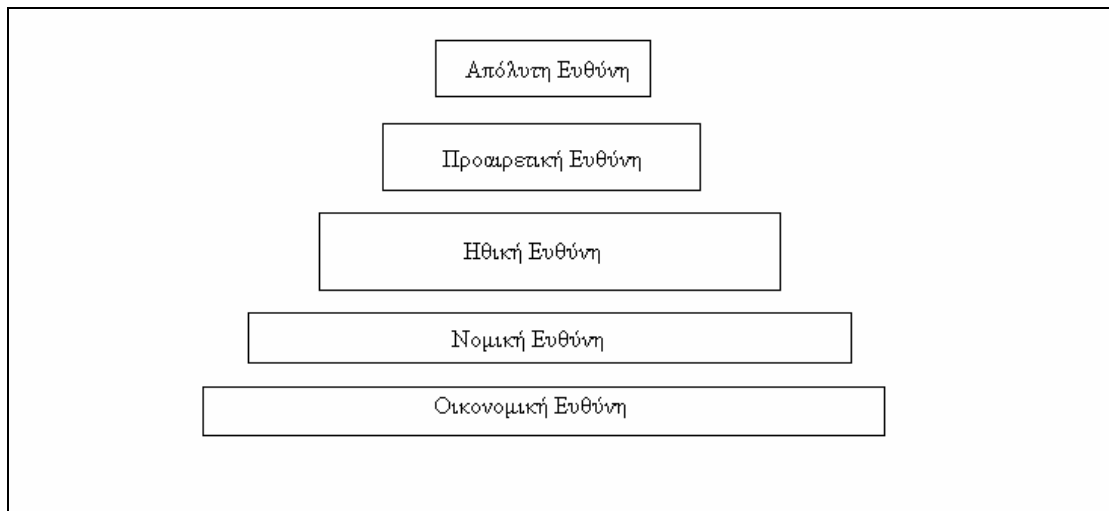 Απόλυτη Ευθύνη
Προαιρετική Ευθύνη
Ηθική Ευθύνη
Νομική Ευθύνη
Οικονομική Ευθύνη